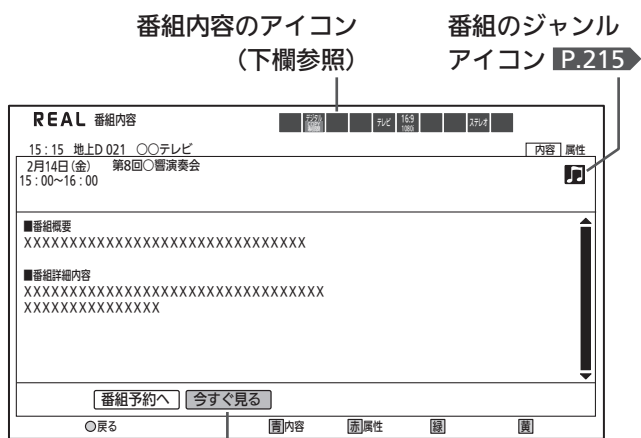 番組内容のアイコン
（下欄参照）
番組のジャンル
アイコン P.215
REAL 番組内容
テレビ 16:9 1080i ステレオ
15：15 地上D 021 ○○テレビ
内容 属性
2月14日（金） 第8回○響演奏会
15：00～16：00
■番組概要
XXXXXXXXXXXXXXXXXXXXXXXXXXXXXXX
■番組詳細内容
XXXXXXXXXXXXXXXXXXXXXXXXXXXXXXXXX
XXXXXXXXXXXXXXX
番組予約へ 今すぐ見る
○戻る 青内容 赤属性 緑 黄